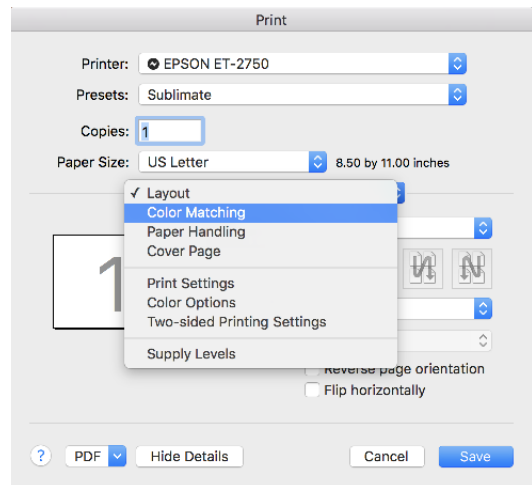 Print
Printer: EPSON ET-2750
Presets: Sublimate
Copies: 1
Paper Size: US Letter 8.50 by 11.00 inches
✓ Layout
Color Matching
Paper Handling
Cover Page
1
Print Settings
Color Options
Two-sided Printing Settings
Supply Levels
Reverse page orientation
Flip horizontally
? PDF Hide Details Cancel Save